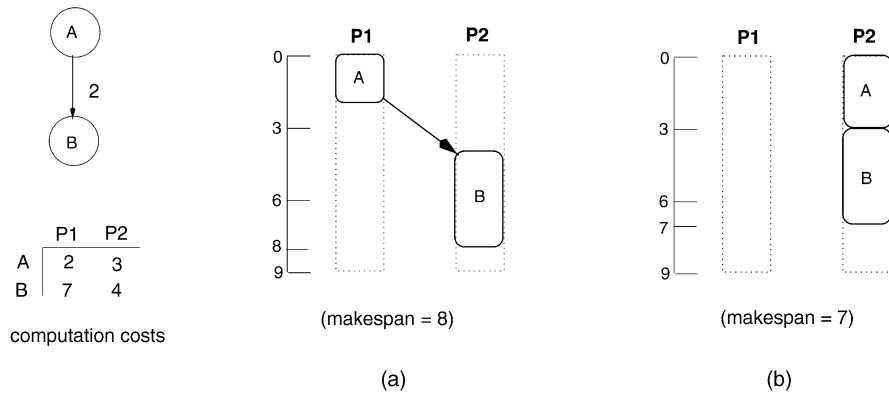 A
2
B
P1 P2
A 2 3
B 7 4
computation costs
P1 P2
0
3
6
8
9
A
B
(makespan = 8)
(a)
P1 P2
0
3
6
7
9
A
B
(makespan = 7)
(b)